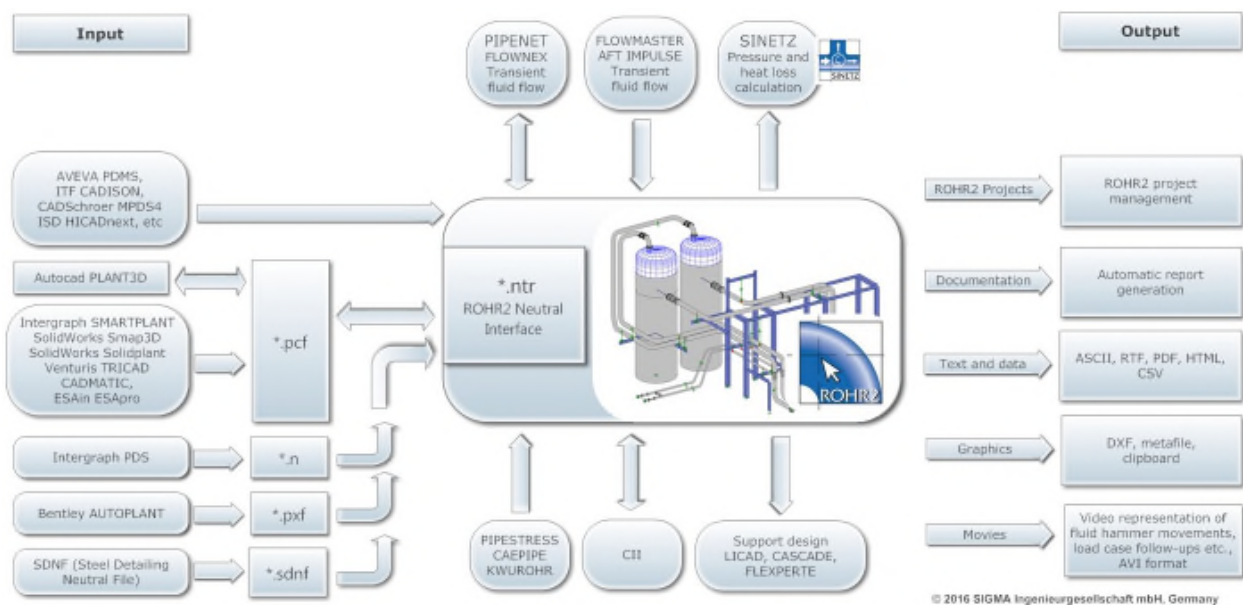 Input
PIPENET
FLOWNEX
Transient
fluid flow
FLOWMASTER
AFT IMPULSE
Transient
fluid flow
SINETZ
Pressure and
heat loss
calculation
SINETZ
Output
AVEVA PDMS,
ITF CADISON,
CADSchroer MPDS4
ISD HICADnext, etc
Autocad PLANT3D
Intergraph SMARTPLANT
SolidWorks Smap3D
SolidWorks Solidplant
Venturis TRICAD
CADMATIC,
ESAin ESApro
*.pcf
Intergraph PDS
*.n
Bentley AUTOPLANT
*.pxf
SDNF (Steel Detailing
Neutral File)
*.sdnf
*.ntr
ROHR2 Neutral
Interface
ROHR2
PIPESTRESS
CAEPIPE
KWUROHR
CII
Support design
LICAD, CASCADE,
FLEXPERTE
ROHR2 Projects
ROHR2 project
management
Documentation
Automatic report
generation
Text and data
ASCII, RTF, PDF, HTML,
CSV
Graphics
DXF, metafile,
clipboard
Movies
Video representation of
fluid hammer movements,
load case follow-ups etc.,
AVI format
© 2016 SIGMA Ingenieurgesellschaft mbH, Germany